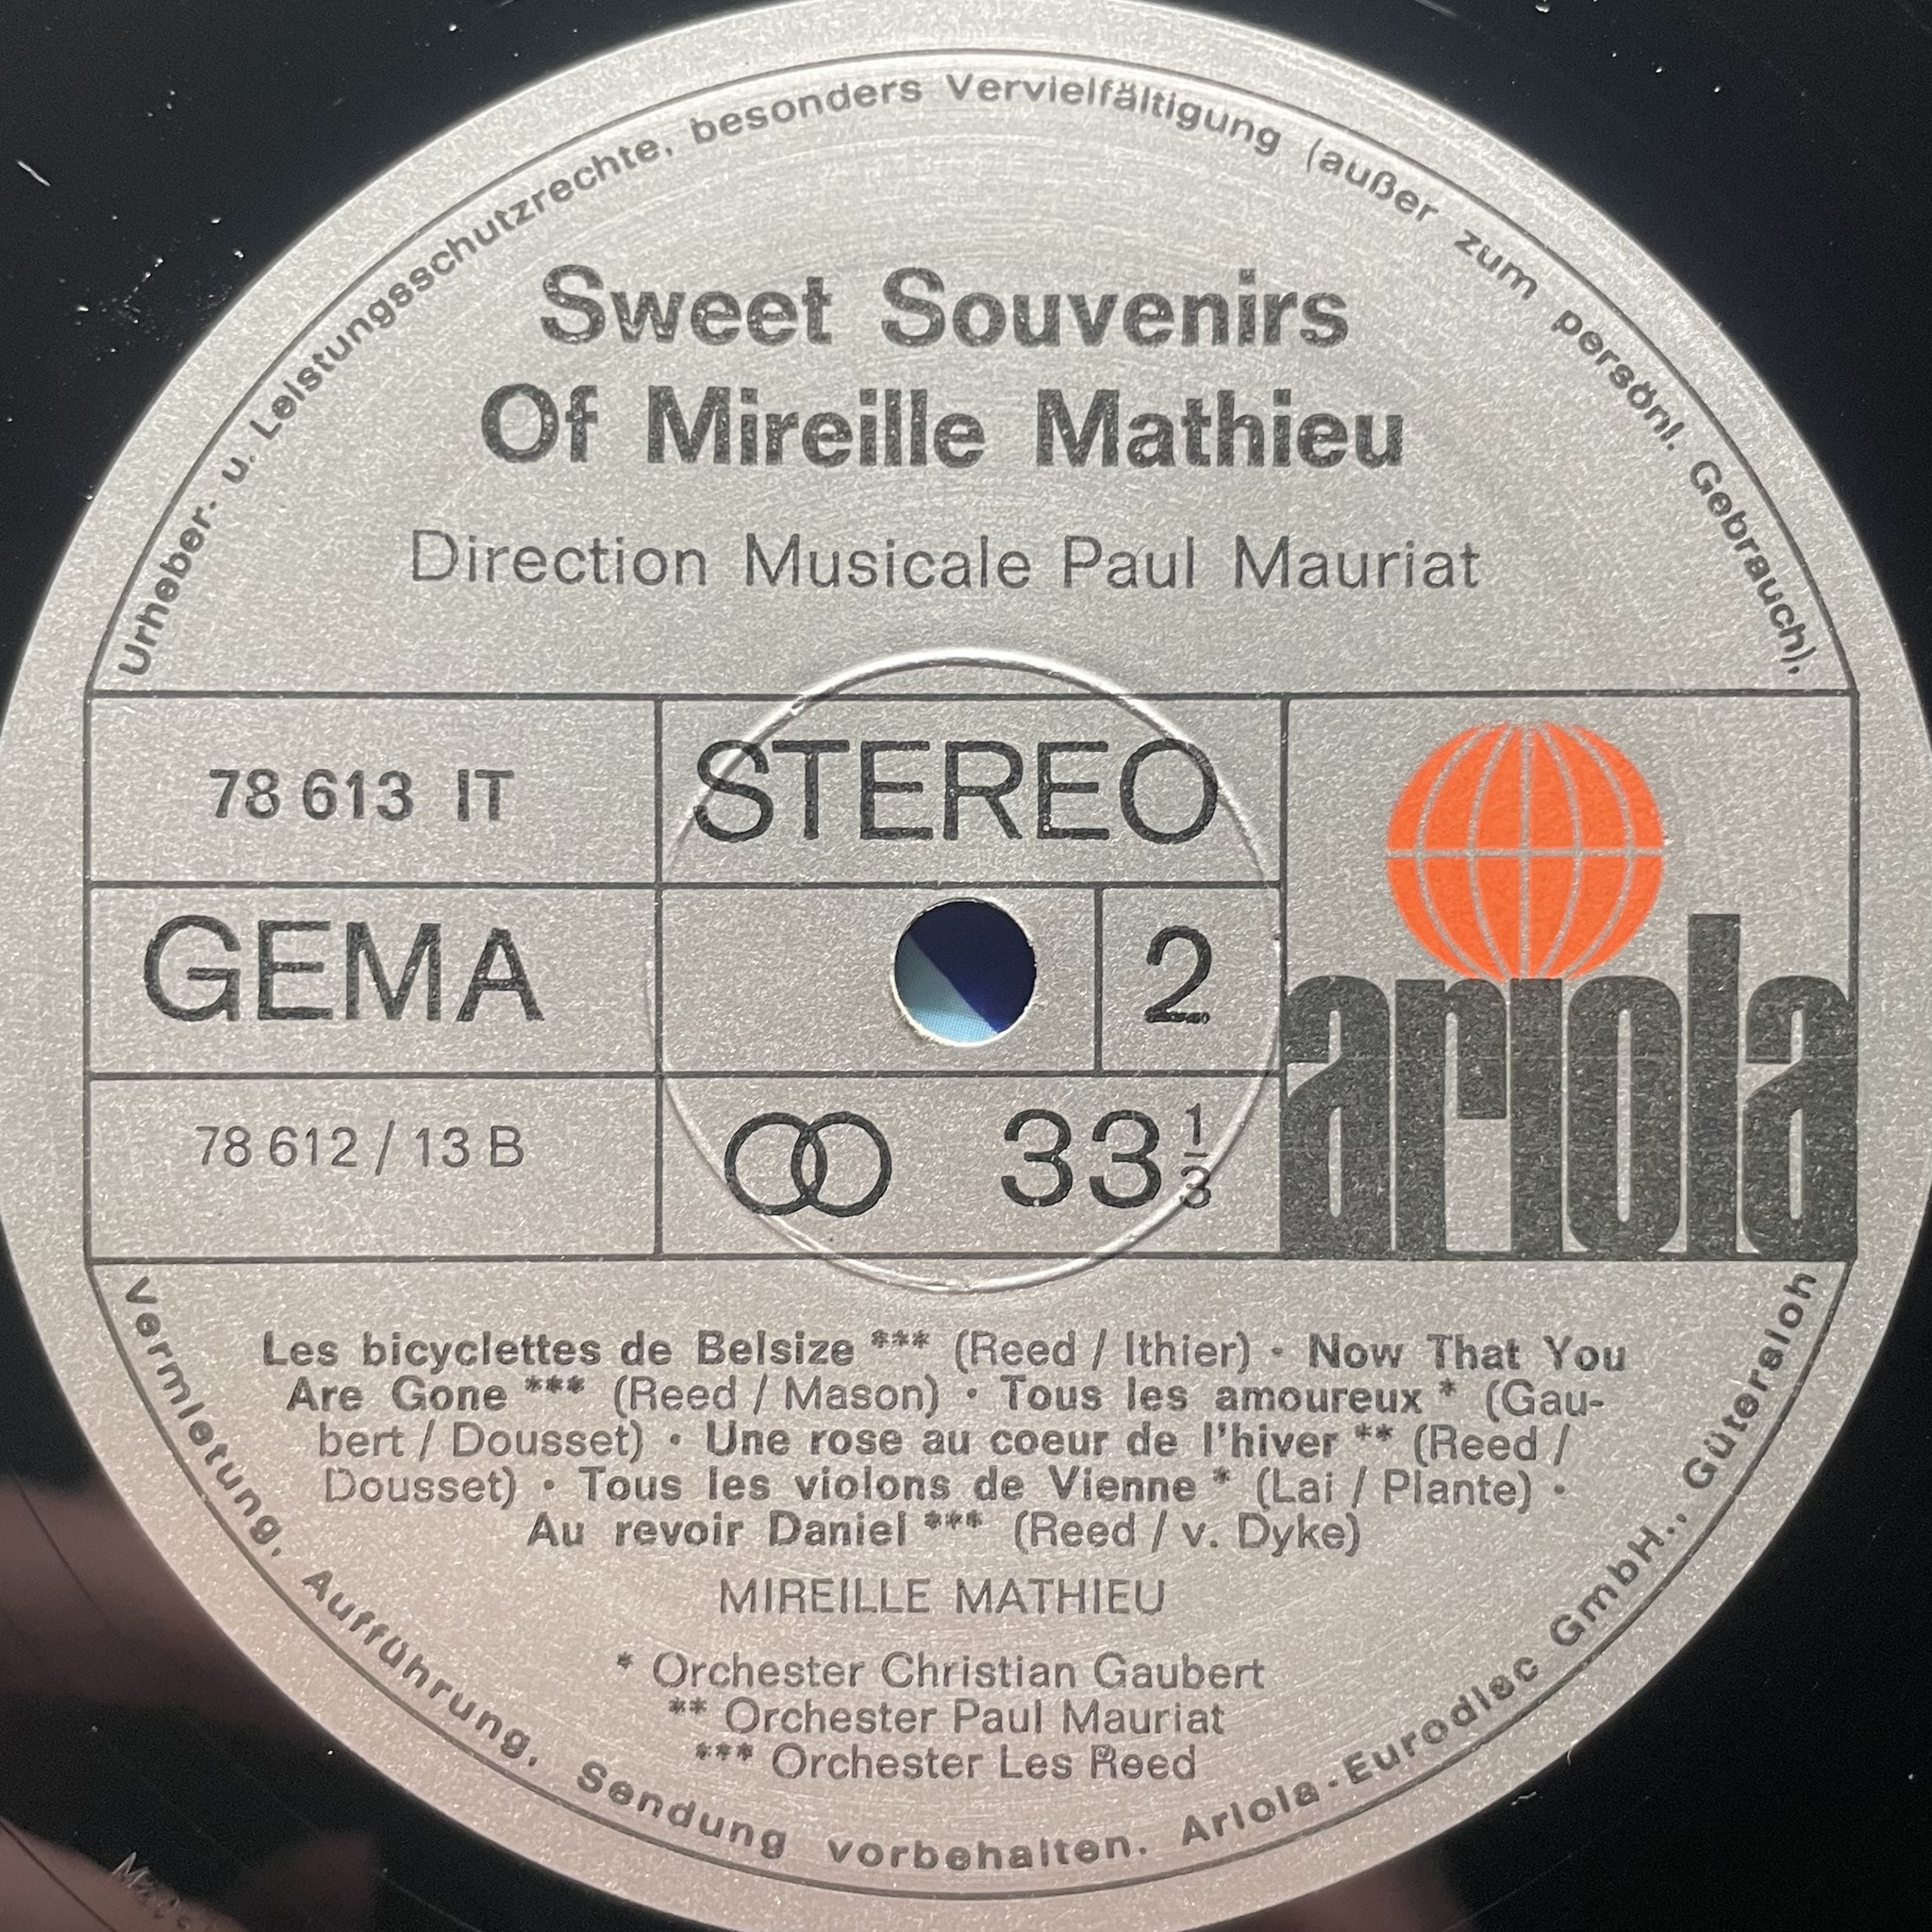 Urheber- u. Leistungsschutzrechte, besonders Vervielfältigung (außer zum persönl. Gebrauch),
Sweet Souvenirs
Of Mireille Mathieu
Direction Musicale Paul Mauriat
78 613 IT
STEREO
GEMA
2
ariola
78 612 / 13 B
33 1/3
Les bicyclettes de Belsize *** (Reed / Ithier) · Now That You
Are Gone *** (Reed / Mason) · Tous les amoureux * (Gau-
bert / Dousset) · Une rose au coeur de l'hiver ** (Reed /
Dousset) · Tous les violons de Vienne * (Lai / Plante) ·
Au revoir Daniel *** (Reed / v. Dyke)
MIREILLE MATHIEU
* Orchester Christian Gaubert
** Orchester Paul Mauriat
*** Orchester Les Reed
Vermietung, Aufführung, Sendung vorbehalten. Ariola-Eurodisc GmbH., Gütersloh